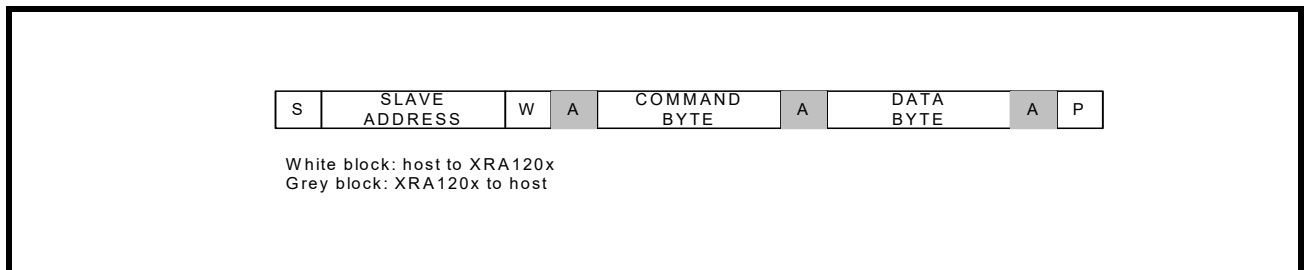 S SLAVE ADDRESS W A COMMAND BYTE A DATA BYTE A P
White block: host to XRA120x
Grey block: XRA120x to host